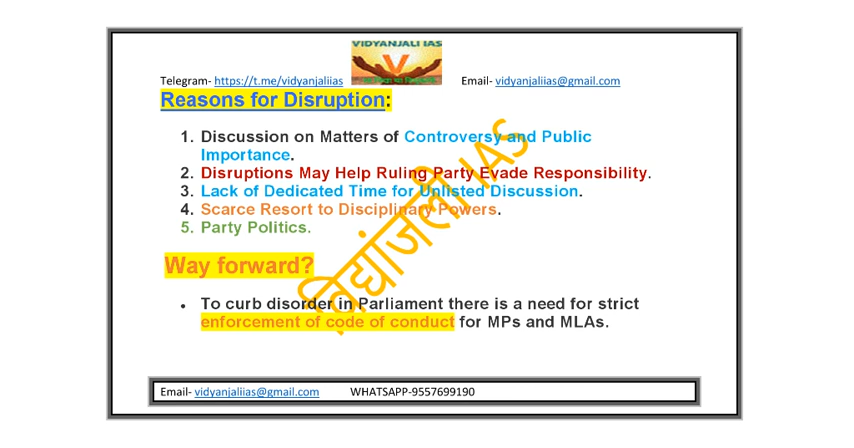 VIDYANJALI IAS
V
Telegram- https://t.me/vidyanjaliias
Email- vidyanjaliias@gmail.com
Reasons for Disruption:
1. Discussion on Matters of Controversy and Public
Importance.
2. Disruptions May Help Ruling Party Evade Responsibility.
3. Lack of Dedicated Time for Unlisted Discussion.
4. Scarce Resort to Disciplinary Powers.
5. Party Politics.
विद्यांजली IAS
Way forward?
• To curb disorder in Parliament there is a need for strict
enforcement of code of conduct for MPs and MLAs.
Email- vidyanjaliias@gmail.com WHATSAPP-9557699190